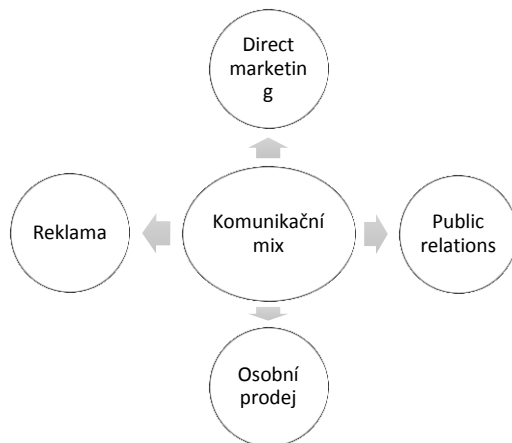 Direct
marketin
g
Reklama
Komunikační
mix
Public
relations
Osobní
prodej